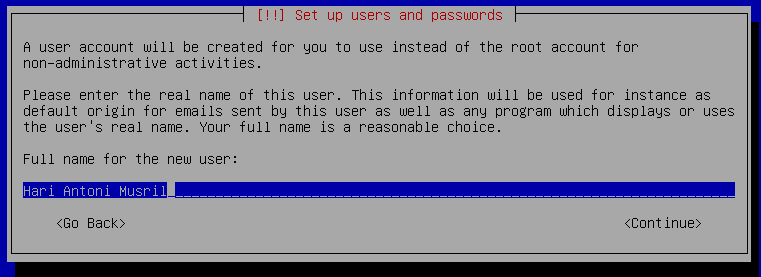 [!!] Set up users and passwords
A user account will be created for you to use instead of the root account for
non-administrative activities.
Please enter the real name of this user. This information will be used for instance as
default origin for emails sent by this user as well as any program which displays or uses
the user's real name. Your full name is a reasonable choice.
Full name for the new user:
Hari Antoni Musril
<Go Back> <Continue>